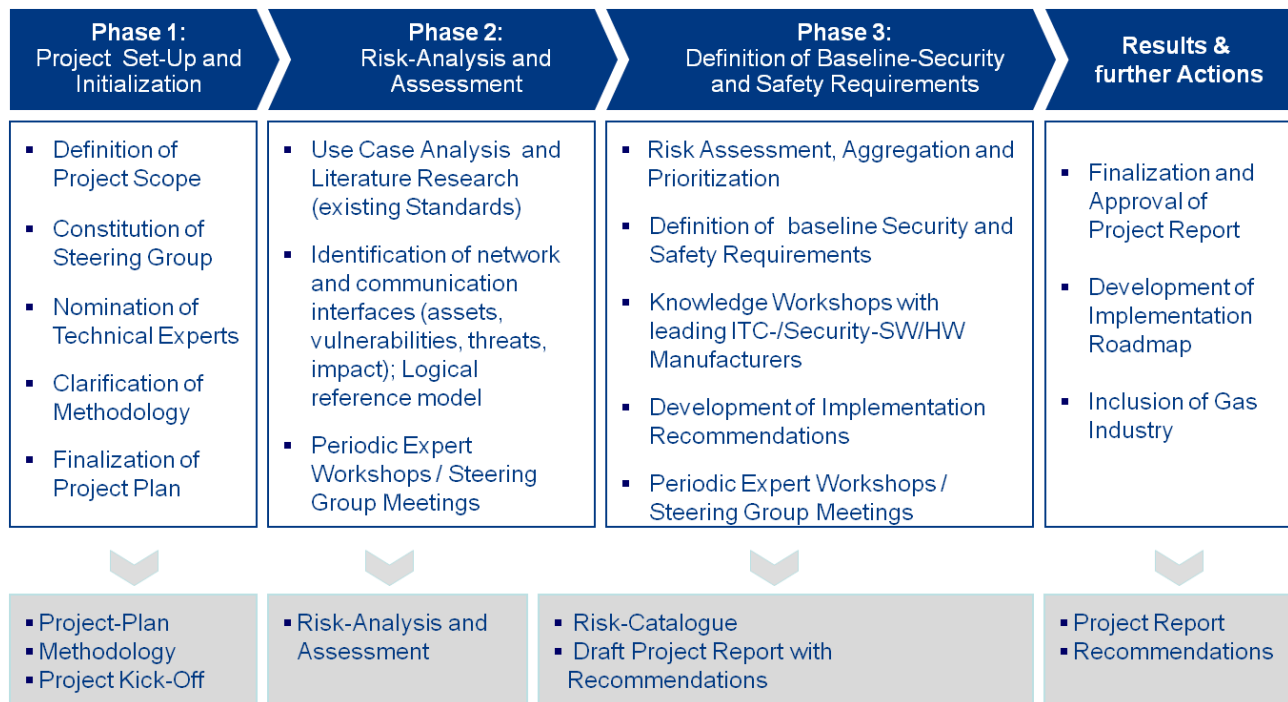 Phase 1:
Project Set-Up and
Initialization
Phase 2:
Risk-Analysis and
Assessment
Phase 3:
Definition of Baseline-Security
and Safety Requirements
Results &
further Actions
▪ Definition of
Project Scope
▪ Constitution of
Steering Group
▪ Nomination of
Technical Experts
▪ Clarification of
Methodology
▪ Finalization of
Project Plan
▪ Use Case Analysis and
Literature Research
(existing Standards)
▪ Identification of network
and communication
interfaces (assets,
vulnerabilities, threats,
impact); Logical
reference model
▪ Periodic Expert
Workshops / Steering
Group Meetings
▪ Risk Assessment, Aggregation and
Prioritization
▪ Definition of baseline Security and
Safety Requirements
▪ Knowledge Workshops with
leading ITC-/Security-SW/HW
Manufacturers
▪ Development of Implementation
Recommendations
▪ Periodic Expert Workshops /
Steering Group Meetings
▪ Finalization and
Approval of
Project Report
▪ Development of
Implementation
Roadmap
▪ Inclusion of Gas
Industry
▪ Project-Plan
▪ Methodology
▪ Project Kick-Off
▪ Risk-Analysis and
Assessment
▪ Risk-Catalogue
▪ Draft Project Report with
Recommendations
▪ Project Report
▪ Recommendations